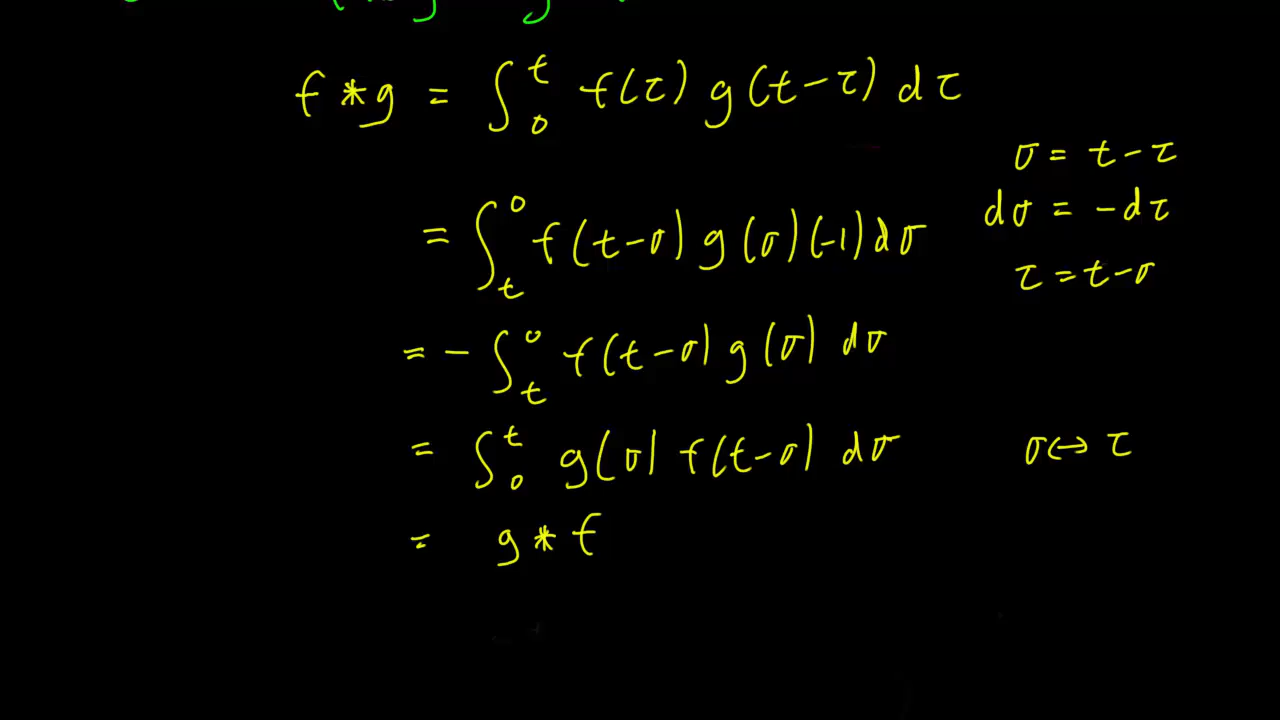 f * g = ∫₀ᵗ f(τ) g(t-τ) dτ
σ = t-τ
dσ = -dτ
= ∫ₜ⁰ f(t-σ) g(σ)(-1)dσ
τ = t-σ
= - ∫ₜ⁰ f(t-σ) g(σ) dσ
= ∫₀ᵗ g(σ) f(t-σ) dσ
σ ↔ τ
= g * f